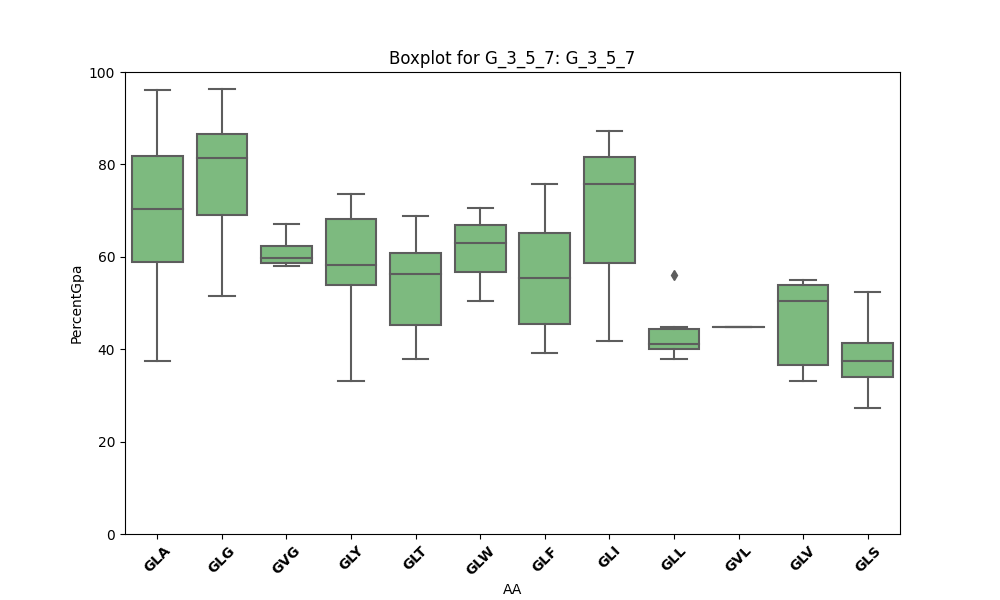 Boxplot for G_3_5_7: G_3_5_7
100
80
60
40
20
0
PercentGpa
GLA GLG GVG GLY GLT GLW GLF GLI GLL GVL GLV GLS
AA